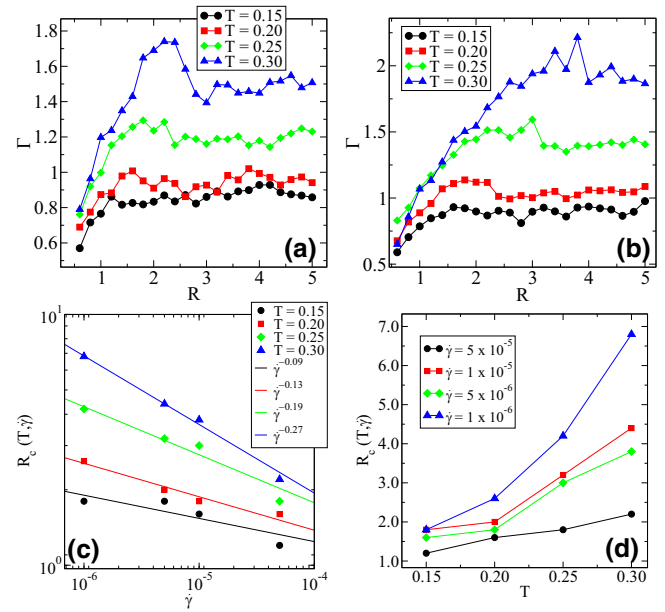 T = 0.15
T = 0.20
T = 0.25
T = 0.30
1.8
1.6
1.4
1.2
1
0.8
0.6
Γ
1 2 3 4 5
R
(a)
T = 0.15
T = 0.20
T = 0.25
T = 0.30
2
1.5
1
0.5
Γ
1 2 3 4 5
R
(b)
T = 0.15
T = 0.20
T = 0.25
T = 0.30
γ̇^−0.09
γ̇^−0.13
γ̇^−0.19
γ̇^−0.27
10^1
10^0
R_c (T,γ̇)
10^-6 10^-5 10^-4
γ̇
(c)
γ̇ = 5 x 10^-5
γ̇ = 1 x 10^-5
γ̇ = 5 x 10^-6
γ̇ = 1 x 10^-6
7.0
6.0
5.0
4.0
3.0
2.0
1.0
R_c (T,γ̇)
0.15 0.20 0.25 0.30
T
(d)